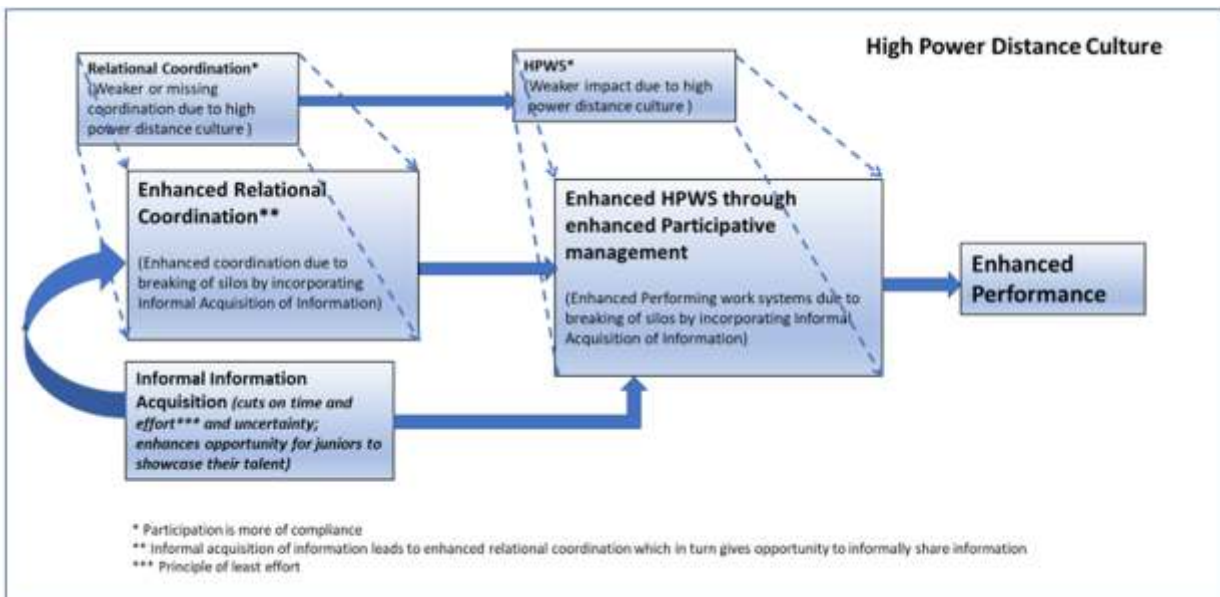 High Power Distance Culture
Relational Coordination*
(Weaker or missing
coordination due to high
power distance culture )
HPWS*
(Weaker impact due to high
power distance culture )
Enhanced Relational
Coordination**
(Enhanced coordination due to
breaking of silos by incorporating
Informal Acquisition of Information)
Enhanced HPWS through
enhanced Participative
management
(Enhanced Performing work systems due to
breaking of silos by incorporating Informal
Acquisition of Information)
Enhanced
Performance
Informal Information
Acquisition (cuts on time and
effort*** and uncertainty;
enhances opportunity for juniors to
showcase their talent)
* Participation is more of compliance
** Informal acquisition of information leads to enhanced relational coordination which in turn gives opportunity to informally share information
*** Principle of least effort